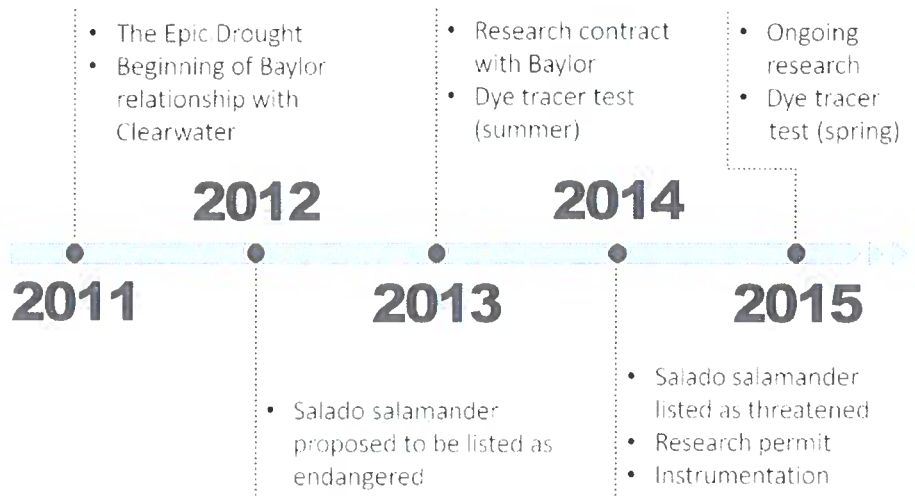 • The Epic Drought
• Beginning of Baylor
relationship with
Clearwater
• Research contract
with Baylor
• Dye tracer test
(summer)
• Ongoing
research
• Dye tracer
test (spring)
2012
2014
2011
2013
2015
• Salado salamander
proposed to be listed as
endangered
• Salado salamander
listed as threatened
• Research permit
• Instrumentation